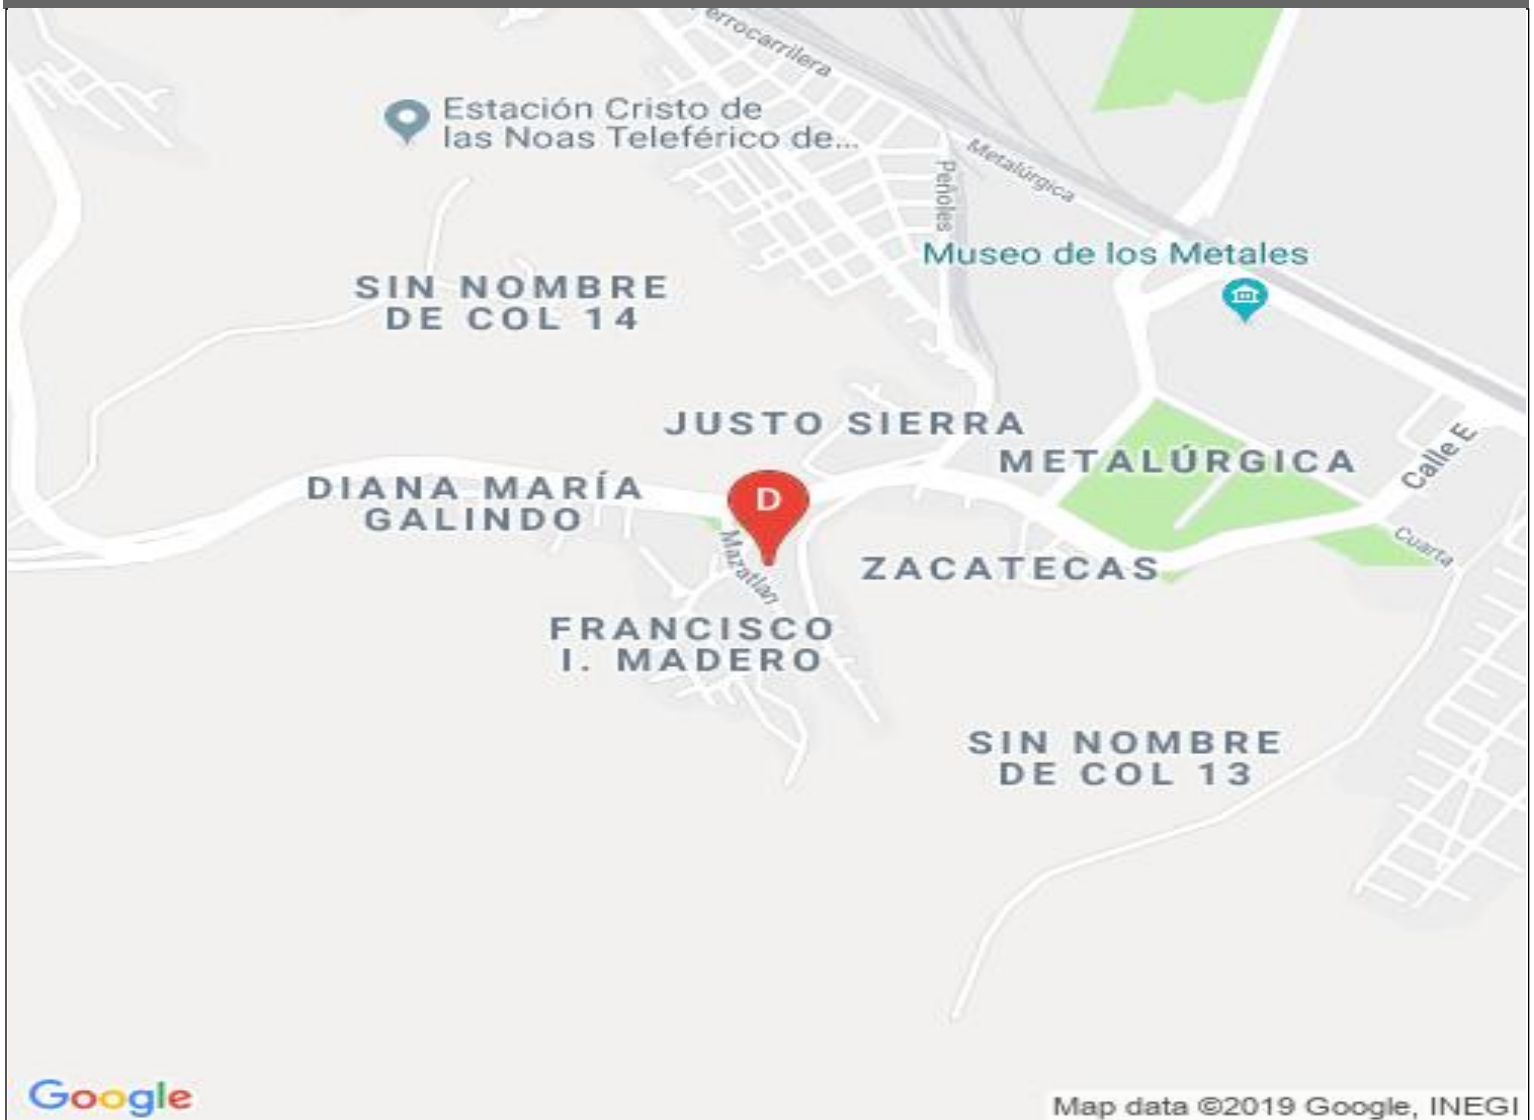 errocarrilera
Estación Cristo de
las Noas Teleférico de...
Metalúrgica
Peñoles
Museo de los Metales
SIN NOMBRE
DE COL 14
JUSTO SIERRA
METALÚRGICA
Calle E
DIANA MARÍA
GALINDO
D
Mazatlan
Cuarta
ZACATECAS
FRANCISCO
I. MADERO
SIN NOMBRE
DE COL 13
Google
Map data ©2019 Google, INEGI